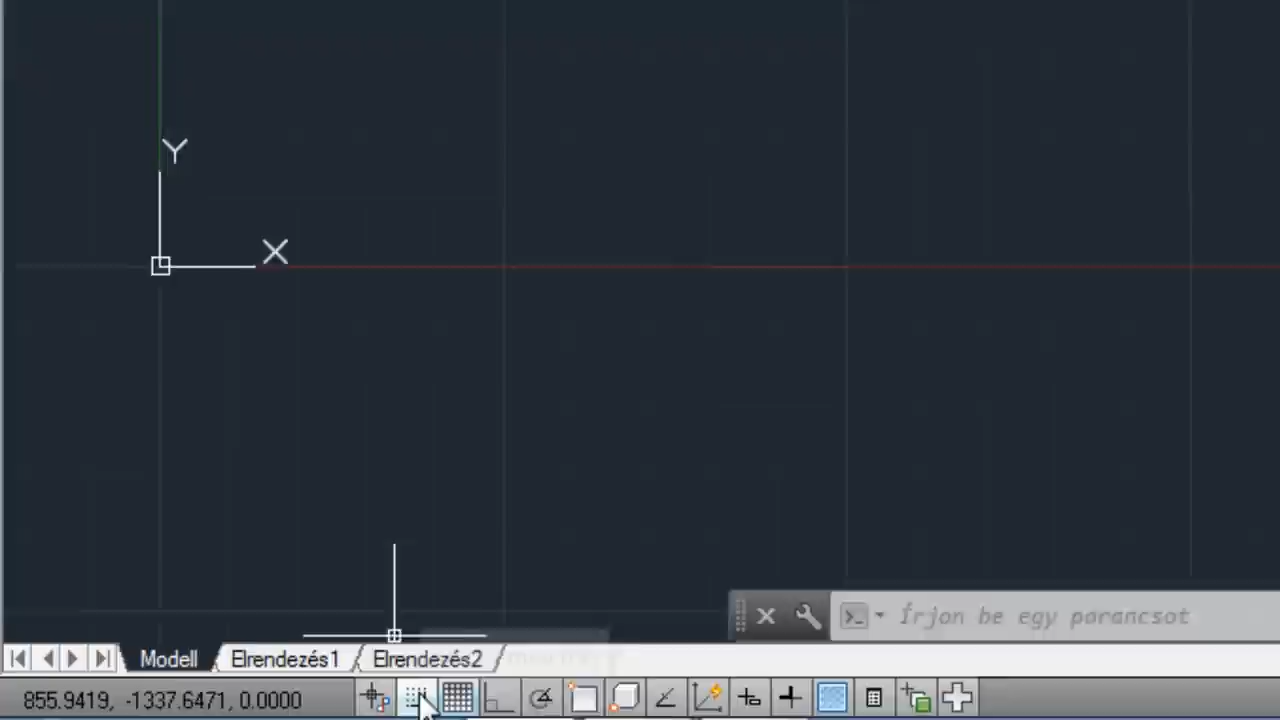 Y
X
Írjon be egy parancsot
Modell Elrendezés1 Elrendezés2
855.9419, -1337.6471, 0.0000